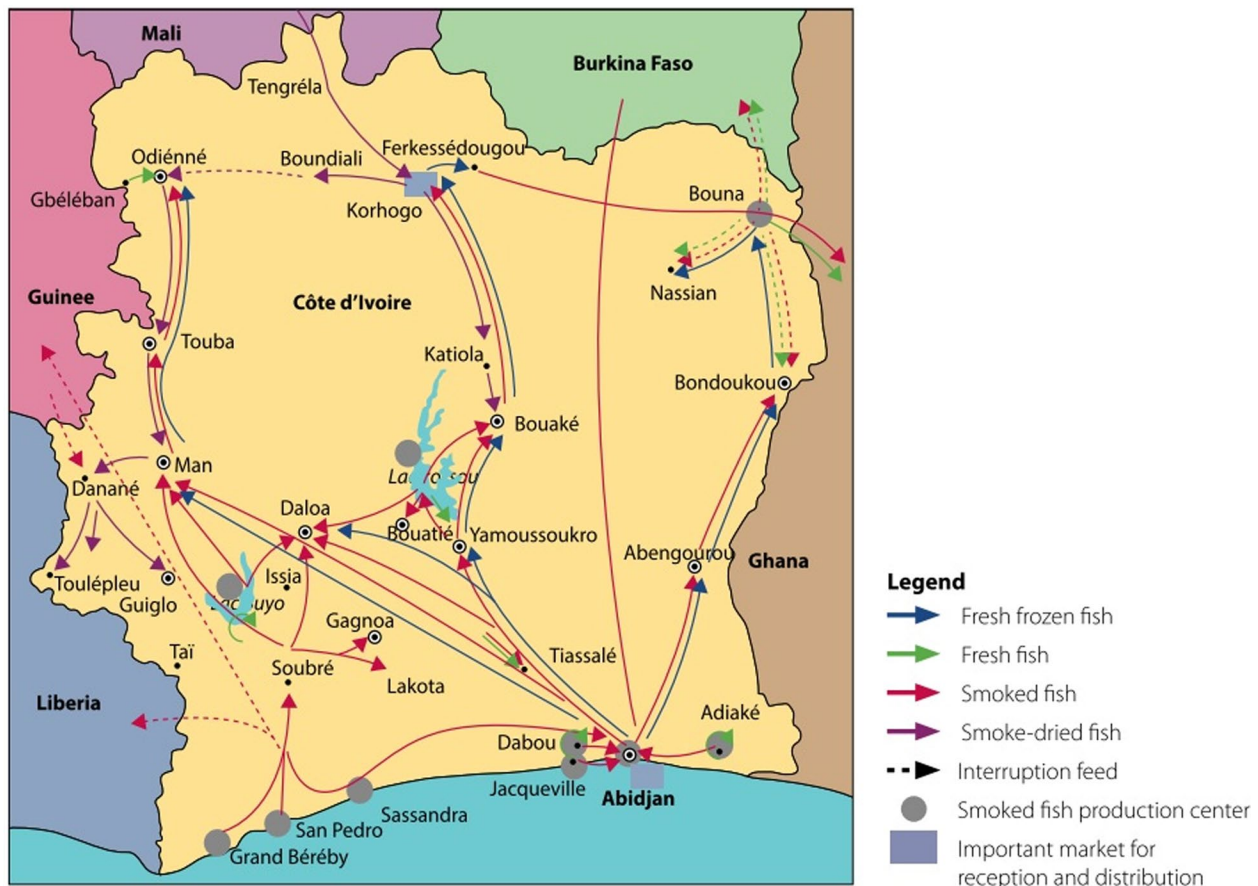 Mali
Burkina Faso
Tengréla
Ferkessédougou
Odiénné
Boundiali
Gbéléban
Korhogo
Bouna
Nassian
Guinee
Côte d’Ivoire
Touba
Katiola
Bondoukou
Bouaké
Man
Danané
Daloa
Bouatié
Yamoussoukro
Abengourou
Ghana
Toulépleu
Guiglo
Issia
Gagnoa
Taï
Soubré
Lakota
Tiassalé
Liberia
Adiaké
Dabou
Jacqueville
Abidjan
Sassandra
San Pedro
Grand Béréby
Legend
Fresh frozen fish
Fresh fish
Smoked fish
Smoke-dried fish
Interruption feed
Smoked fish production center
Important market for
reception and distribution